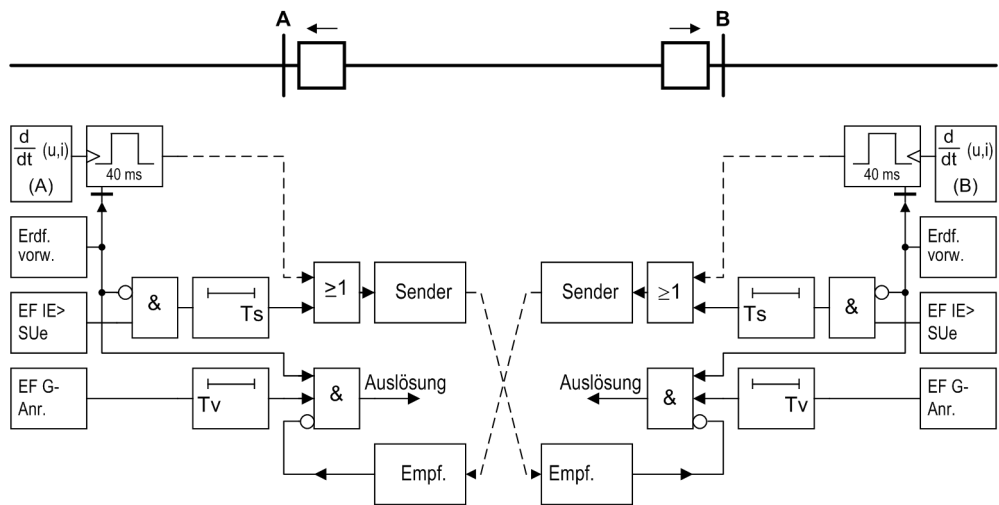 A
B
d
dt (u,i)
(A)
40 ms
40 ms
d
dt (u,i)
(B)
Erdf.
vorw.
Erdf.
vorw.
EF IE>
SUe
&
Ts
≥1
Sender
Sender
≥1
Ts
&
EF IE>
SUe
EF G-
Anr.
Tv
&
Auslösung
Auslösung
&
Tv
EF G-
Anr.
Empf.
Empf.